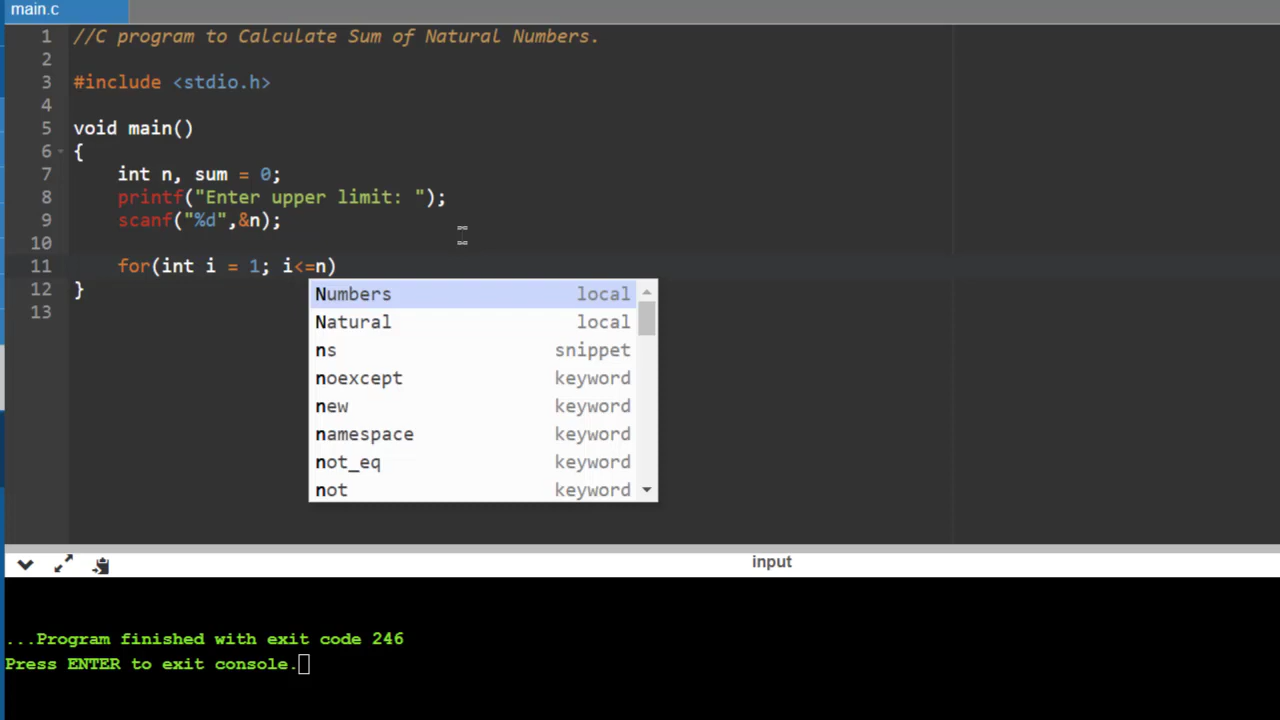 main.c
1 //C program to Calculate Sum of Natural Numbers.
2
3 #include <stdio.h>
4
5 void main()
6 {
7 int n, sum = 0;
8 printf("Enter upper limit: ");
9 scanf("%d",&n);
10
11 for(int i = 1; i<=n)
12 }
13
Numbers local
Natural local
ns snippet
noexcept keyword
new keyword
namespace keyword
not_eq keyword
not keyword
input
...Program finished with exit code 246
Press ENTER to exit console.